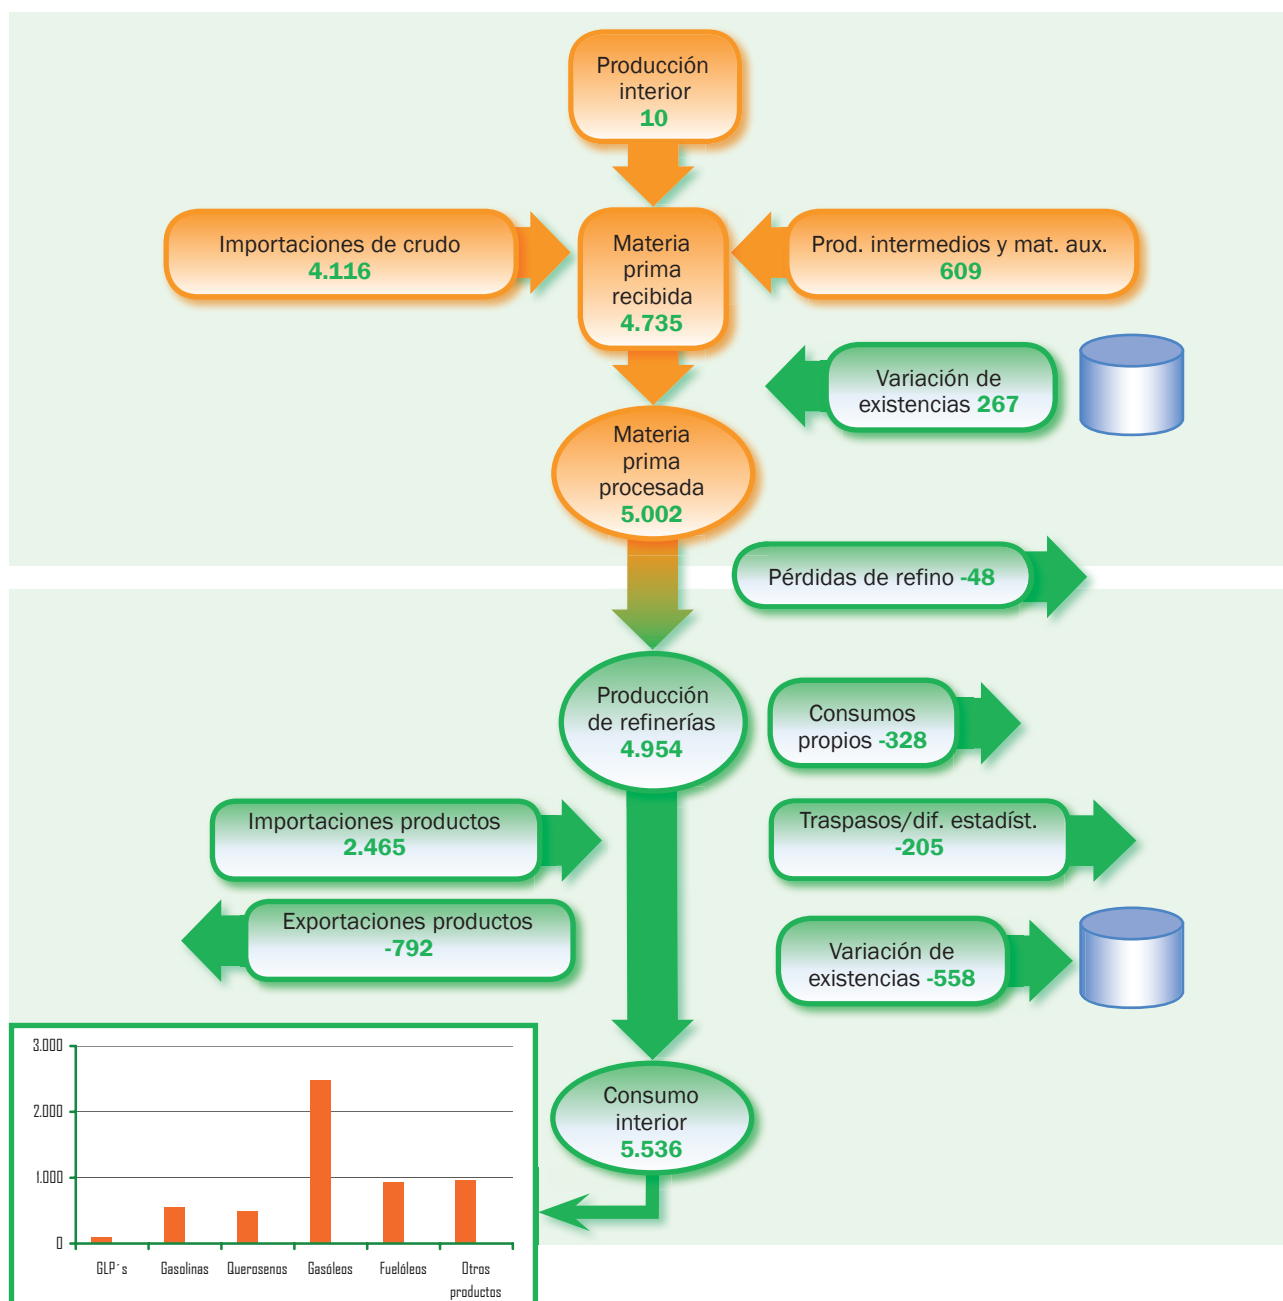 Producción
interior
10
Importaciones de crudo
4.116
Materia
prima
recibida
4.735
Prod. intermedios y mat. aux.
609
Variación de
existencias 267
Materia
prima
procesada
5.002
Pérdidas de refino -48
Producción
de refinerías
4.954
Consumos
propios -328
Importaciones productos
2.465
Traspasos/dif. estadíst.
-205
Exportaciones productos
-792
Variación de
existencias -558
Consumo
interior
5.536
3.000
2.000
1.000
0
GLP´s
Gasolinas
Querosenos
Gasóleos
Fuelóleos
Otros
productos